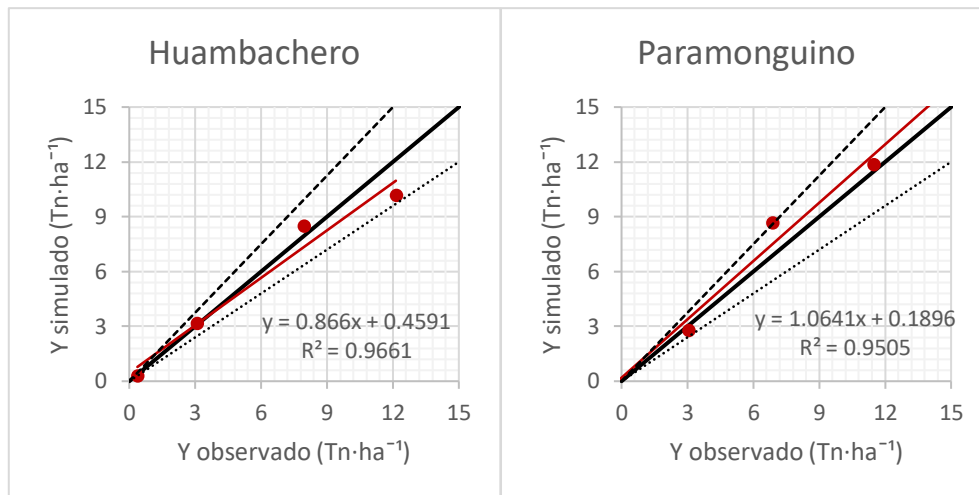 Huambachero
15
12
9
6
3
0
Y simulado (Tn·ha⁻¹)
y = 0.866x + 0.4591
R² = 0.9661
0 3 6 9 12 15
Y observado (Tn·ha⁻¹)
Paramonguino
15
12
9
6
3
0
Y simulado (Tn·ha⁻¹)
y = 1.0641x + 0.1896
R² = 0.9505
0 3 6 9 12 15
Y observado (Tn·ha⁻¹)